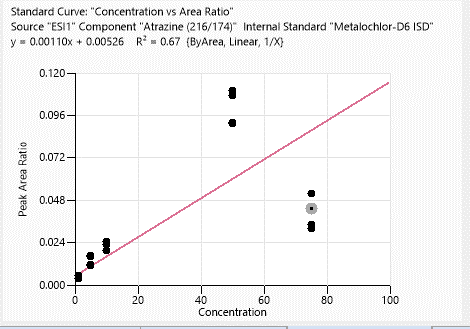 Standard Curve: "Concentration vs Area Ratio"
Source "ESI1" Component "Atrazine (216/174)" Internal Standard "Metalochlor-D6 ISD"
y = 0.00110x + 0.00526 R² = 0.67 {ByArea, Linear, 1/X}
0.120
0.096
0.072
0.048
0.024
0.000
Peak Area Ratio
0 20 40 60 80 100
Concentration